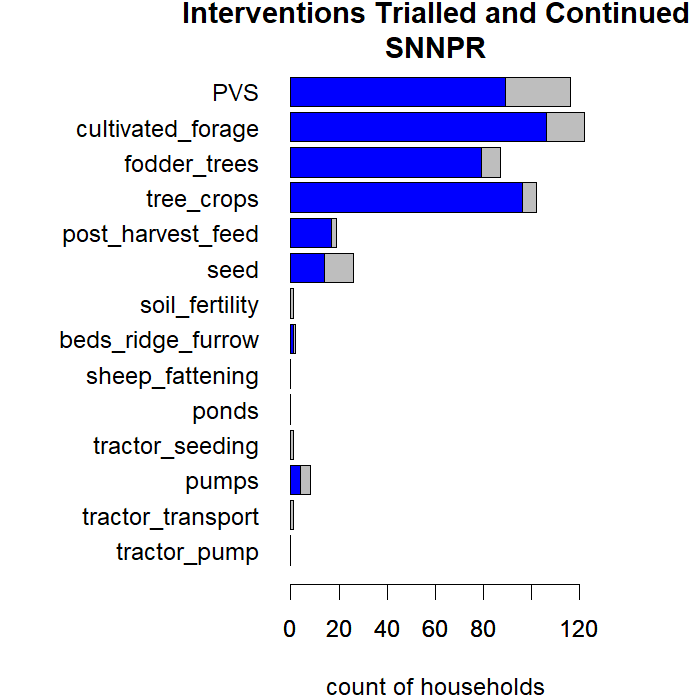 Interventions Trialled and Continued
SNNPR
PVS
cultivated_forage
fodder_trees
tree_crops
post_harvest_feed
seed
soil_fertility
beds_ridge_furrow
sheep_fattening
ponds
tractor_seeding
pumps
tractor_transport
tractor_pump
0 20 40 60 80 120
count of households